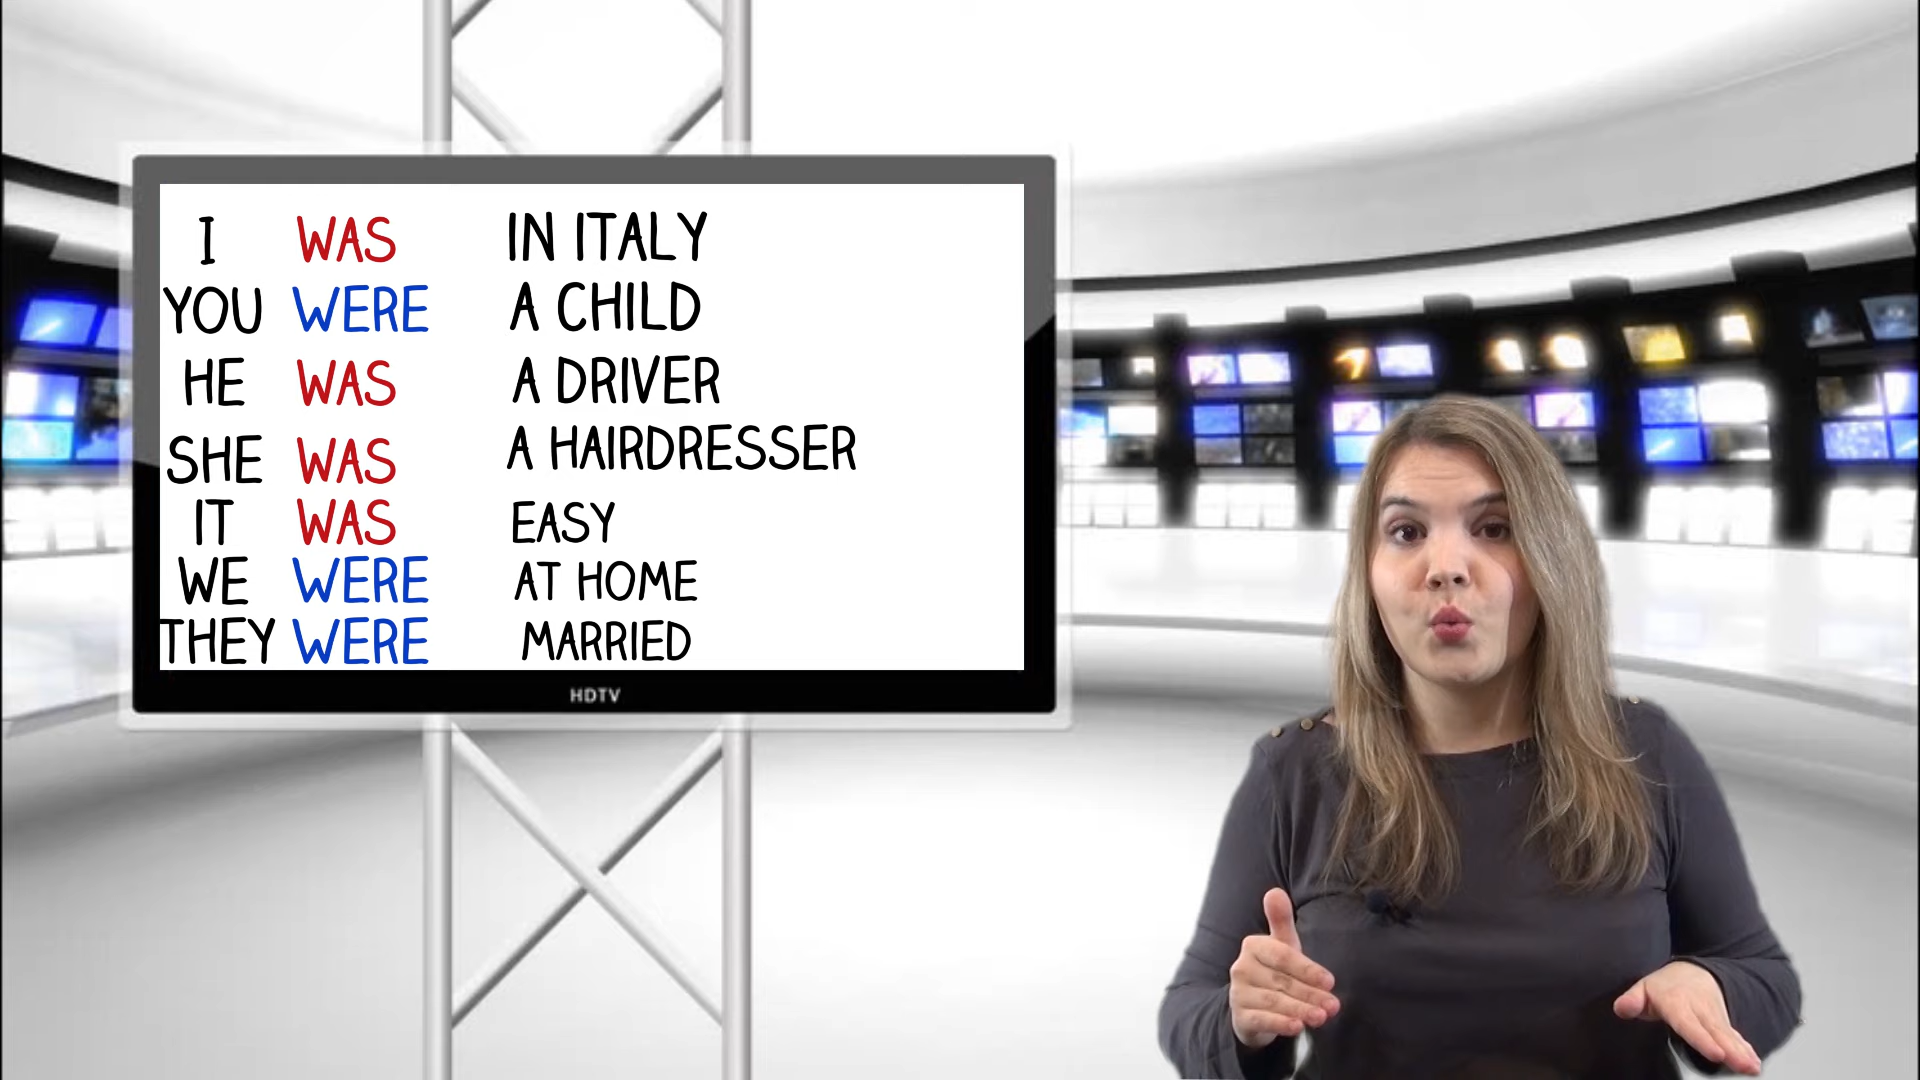 I WAS IN ITALY
YOU WERE A CHILD
HE WAS A DRIVER
SHE WAS A HAIRDRESSER
IT WAS EASY
WE WERE AT HOME
THEY WERE MARRIED
HDTV